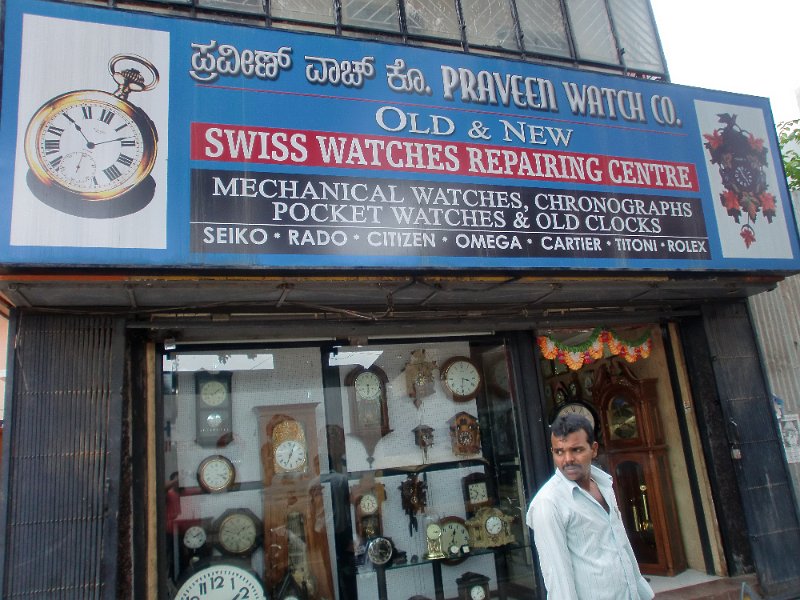 ಪ್ರವೀಣ್ ವಾಚ್ ಕೊ. PRAVEEN WATCH CO.
OLD & NEW
SWISS WATCHES REPAIRING CENTRE
MECHANICAL WATCHES, CHRONOGRAPHS
POCKET WATCHES & OLD CLOCKS
SEIKO * RADO * CITIZEN * OMEGA * CARTIER * TITONI * ROLEX